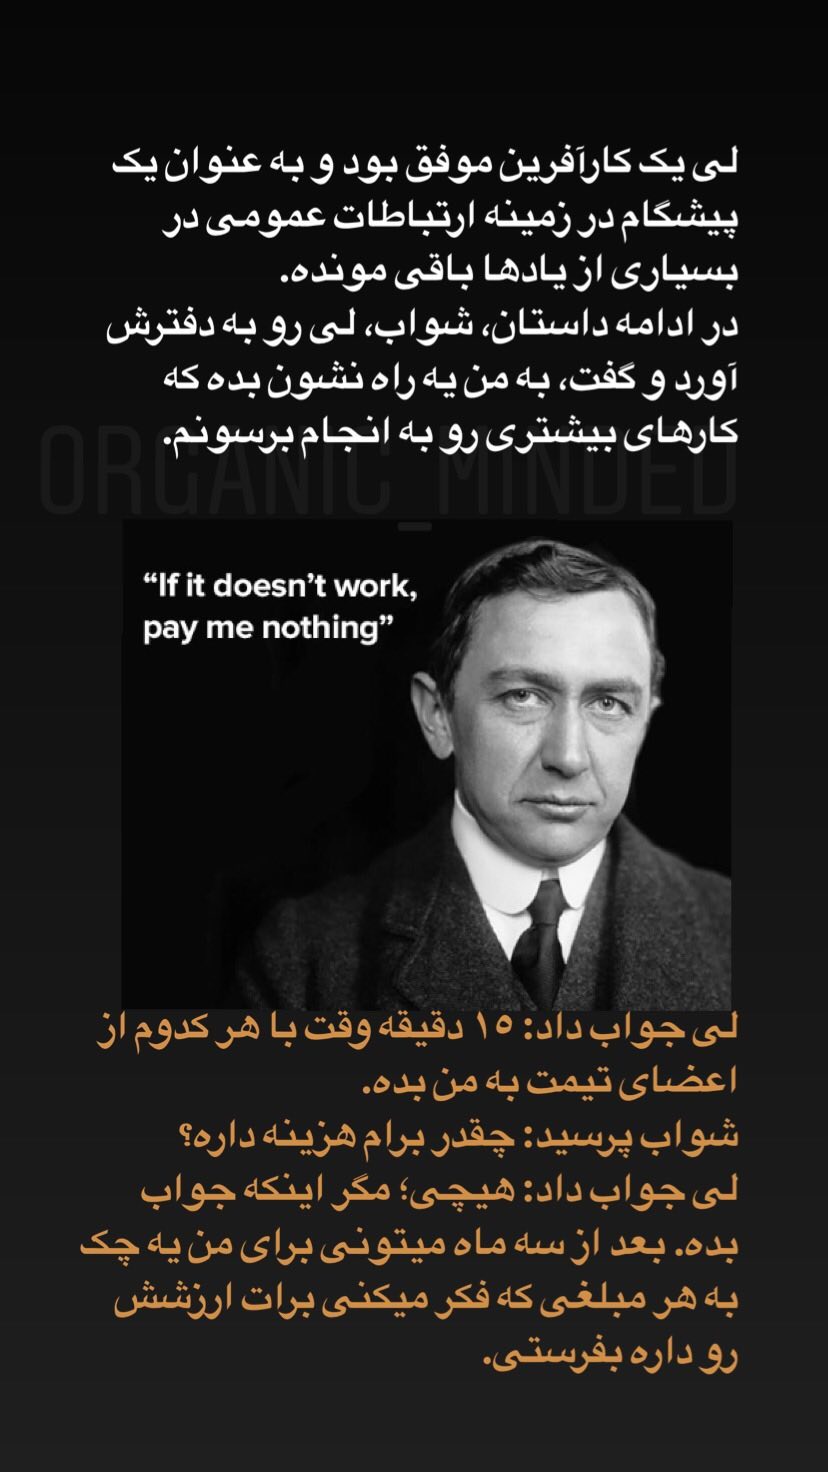 لی یک کارآفرین موفق بود و به عنوان یک
پیشگام در زمینه ارتباطات عمومی در
بسیاری از یادها باقی مونده.
در ادامه داستان، شواب، لی رو به دفترش
آورد و گفت، به من یه راه نشون بده که
کارهای بیشتری رو به انجام برسونم.
ORGANIC_MINDED
“If it doesn’t work,
pay me nothing”
لی جواب داد: ۱۵ دقیقه وقت با هر کدوم از
اعضای تیمت به من بده.
شواب پرسید: چقدر برام هزینه داره؟
لی جواب داد: هیچی؛ مگر اینکه جواب
بده. بعد از سه ماه میتونی برای من یه چک
به هر مبلغی که فکر میکنی برات ارزشش
رو داره بفرستی.